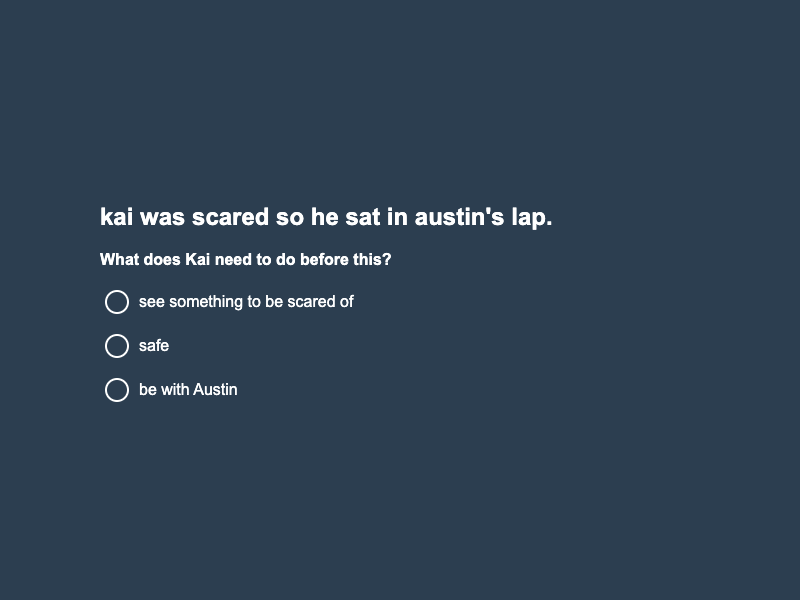 kai was scared so he sat in austin's lap.
What does Kai need to do before this?
see something to be scared of
safe
be with Austin